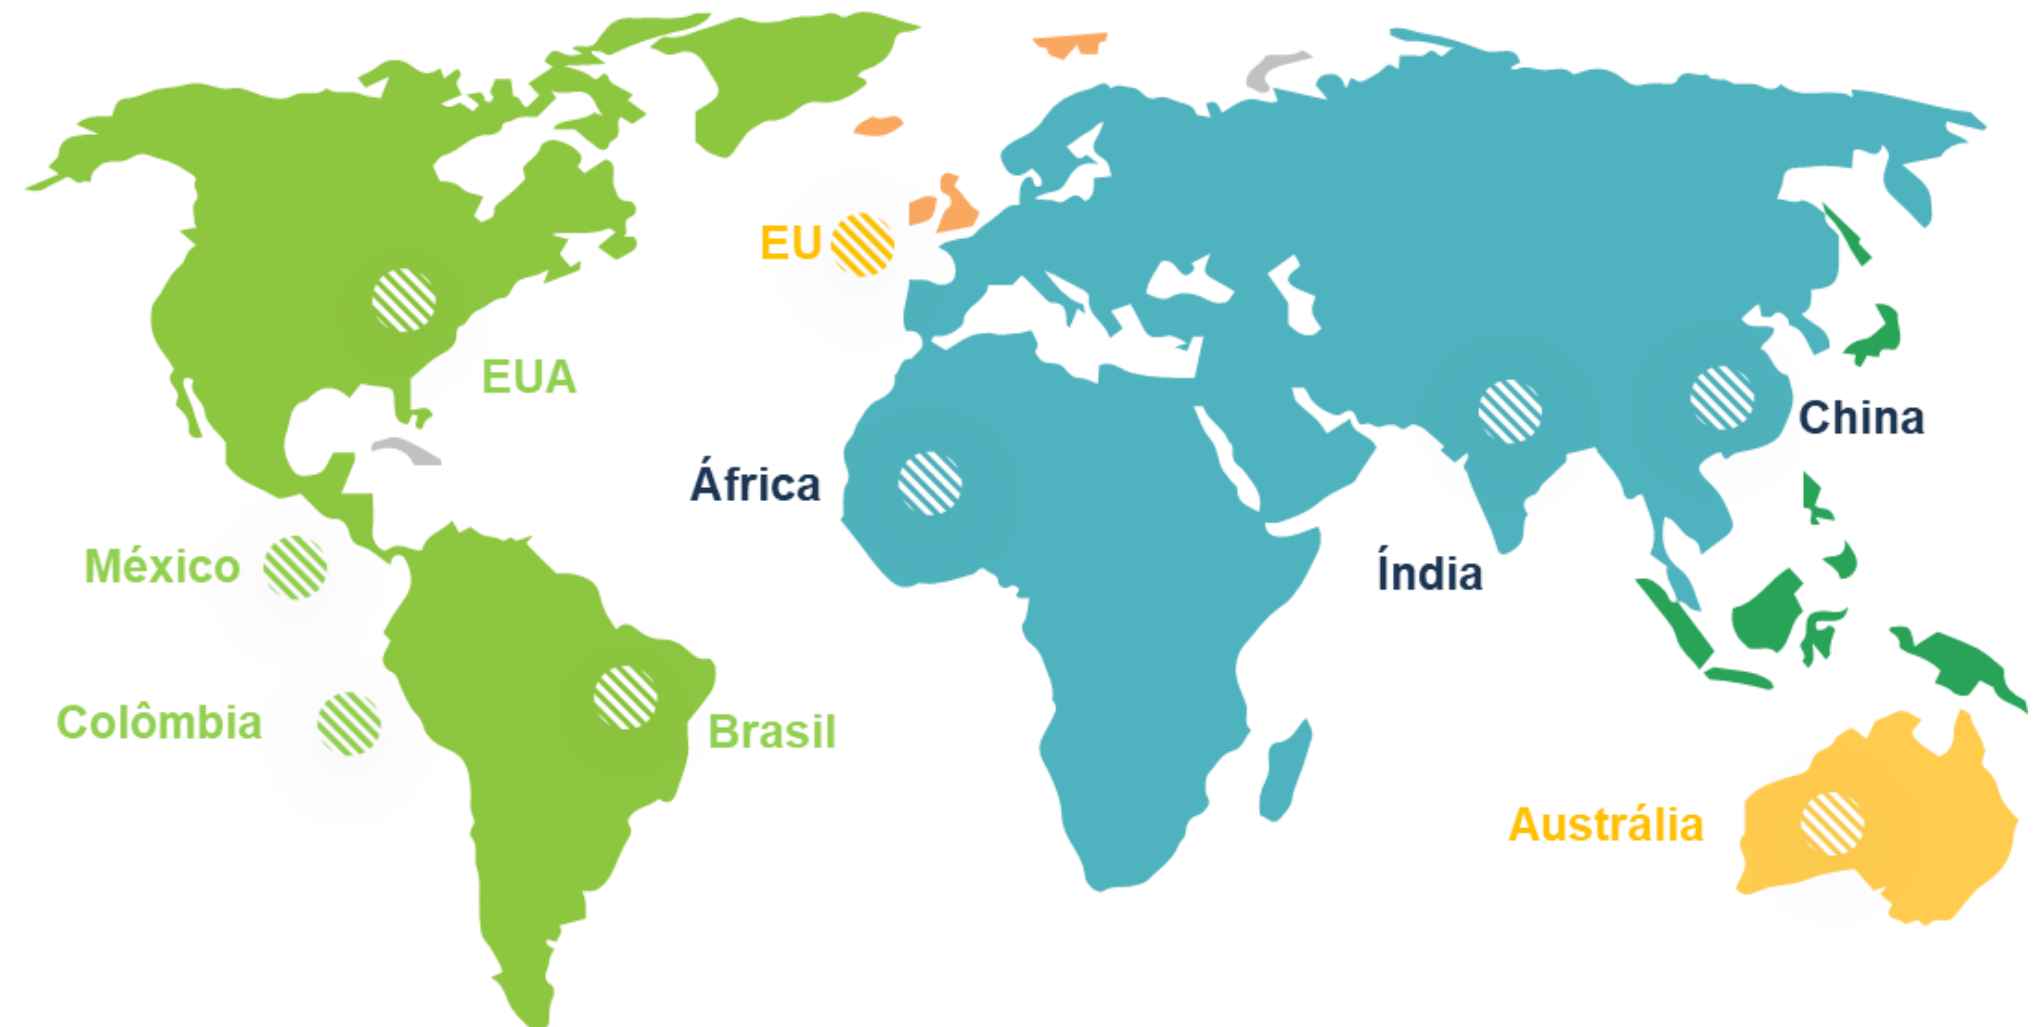 EU
EUA
China
África
México
Índia
Colômbia
Brasil
Austrália